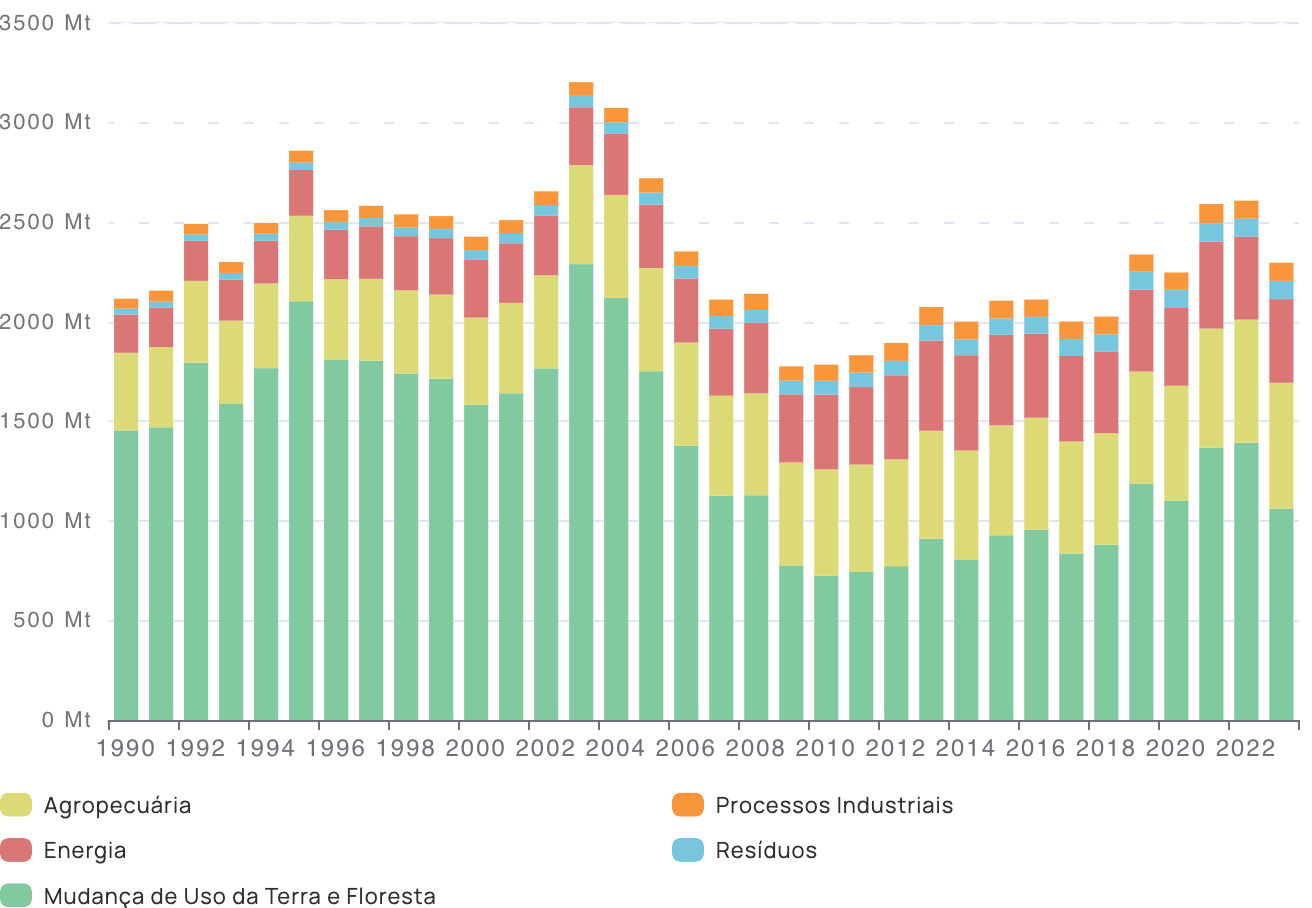 3500 Mt
3000 Mt
2500 Mt
2000 Mt
1500 Mt
1000 Mt
500 Mt
0 Mt
1990 1992 1994 1996 1998 2000 2002 2004 2006 2008 2010 2012 2014 2016 2018 2020 2022
Agropecuária
Processos Industriais
Energia
Resíduos
Mudança de Uso da Terra e Floresta